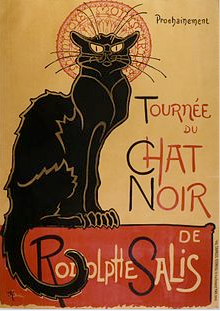 Prochainement
TOURNÉE
DU
CHAT
NOIR
DE
RODOLPHE SALIS